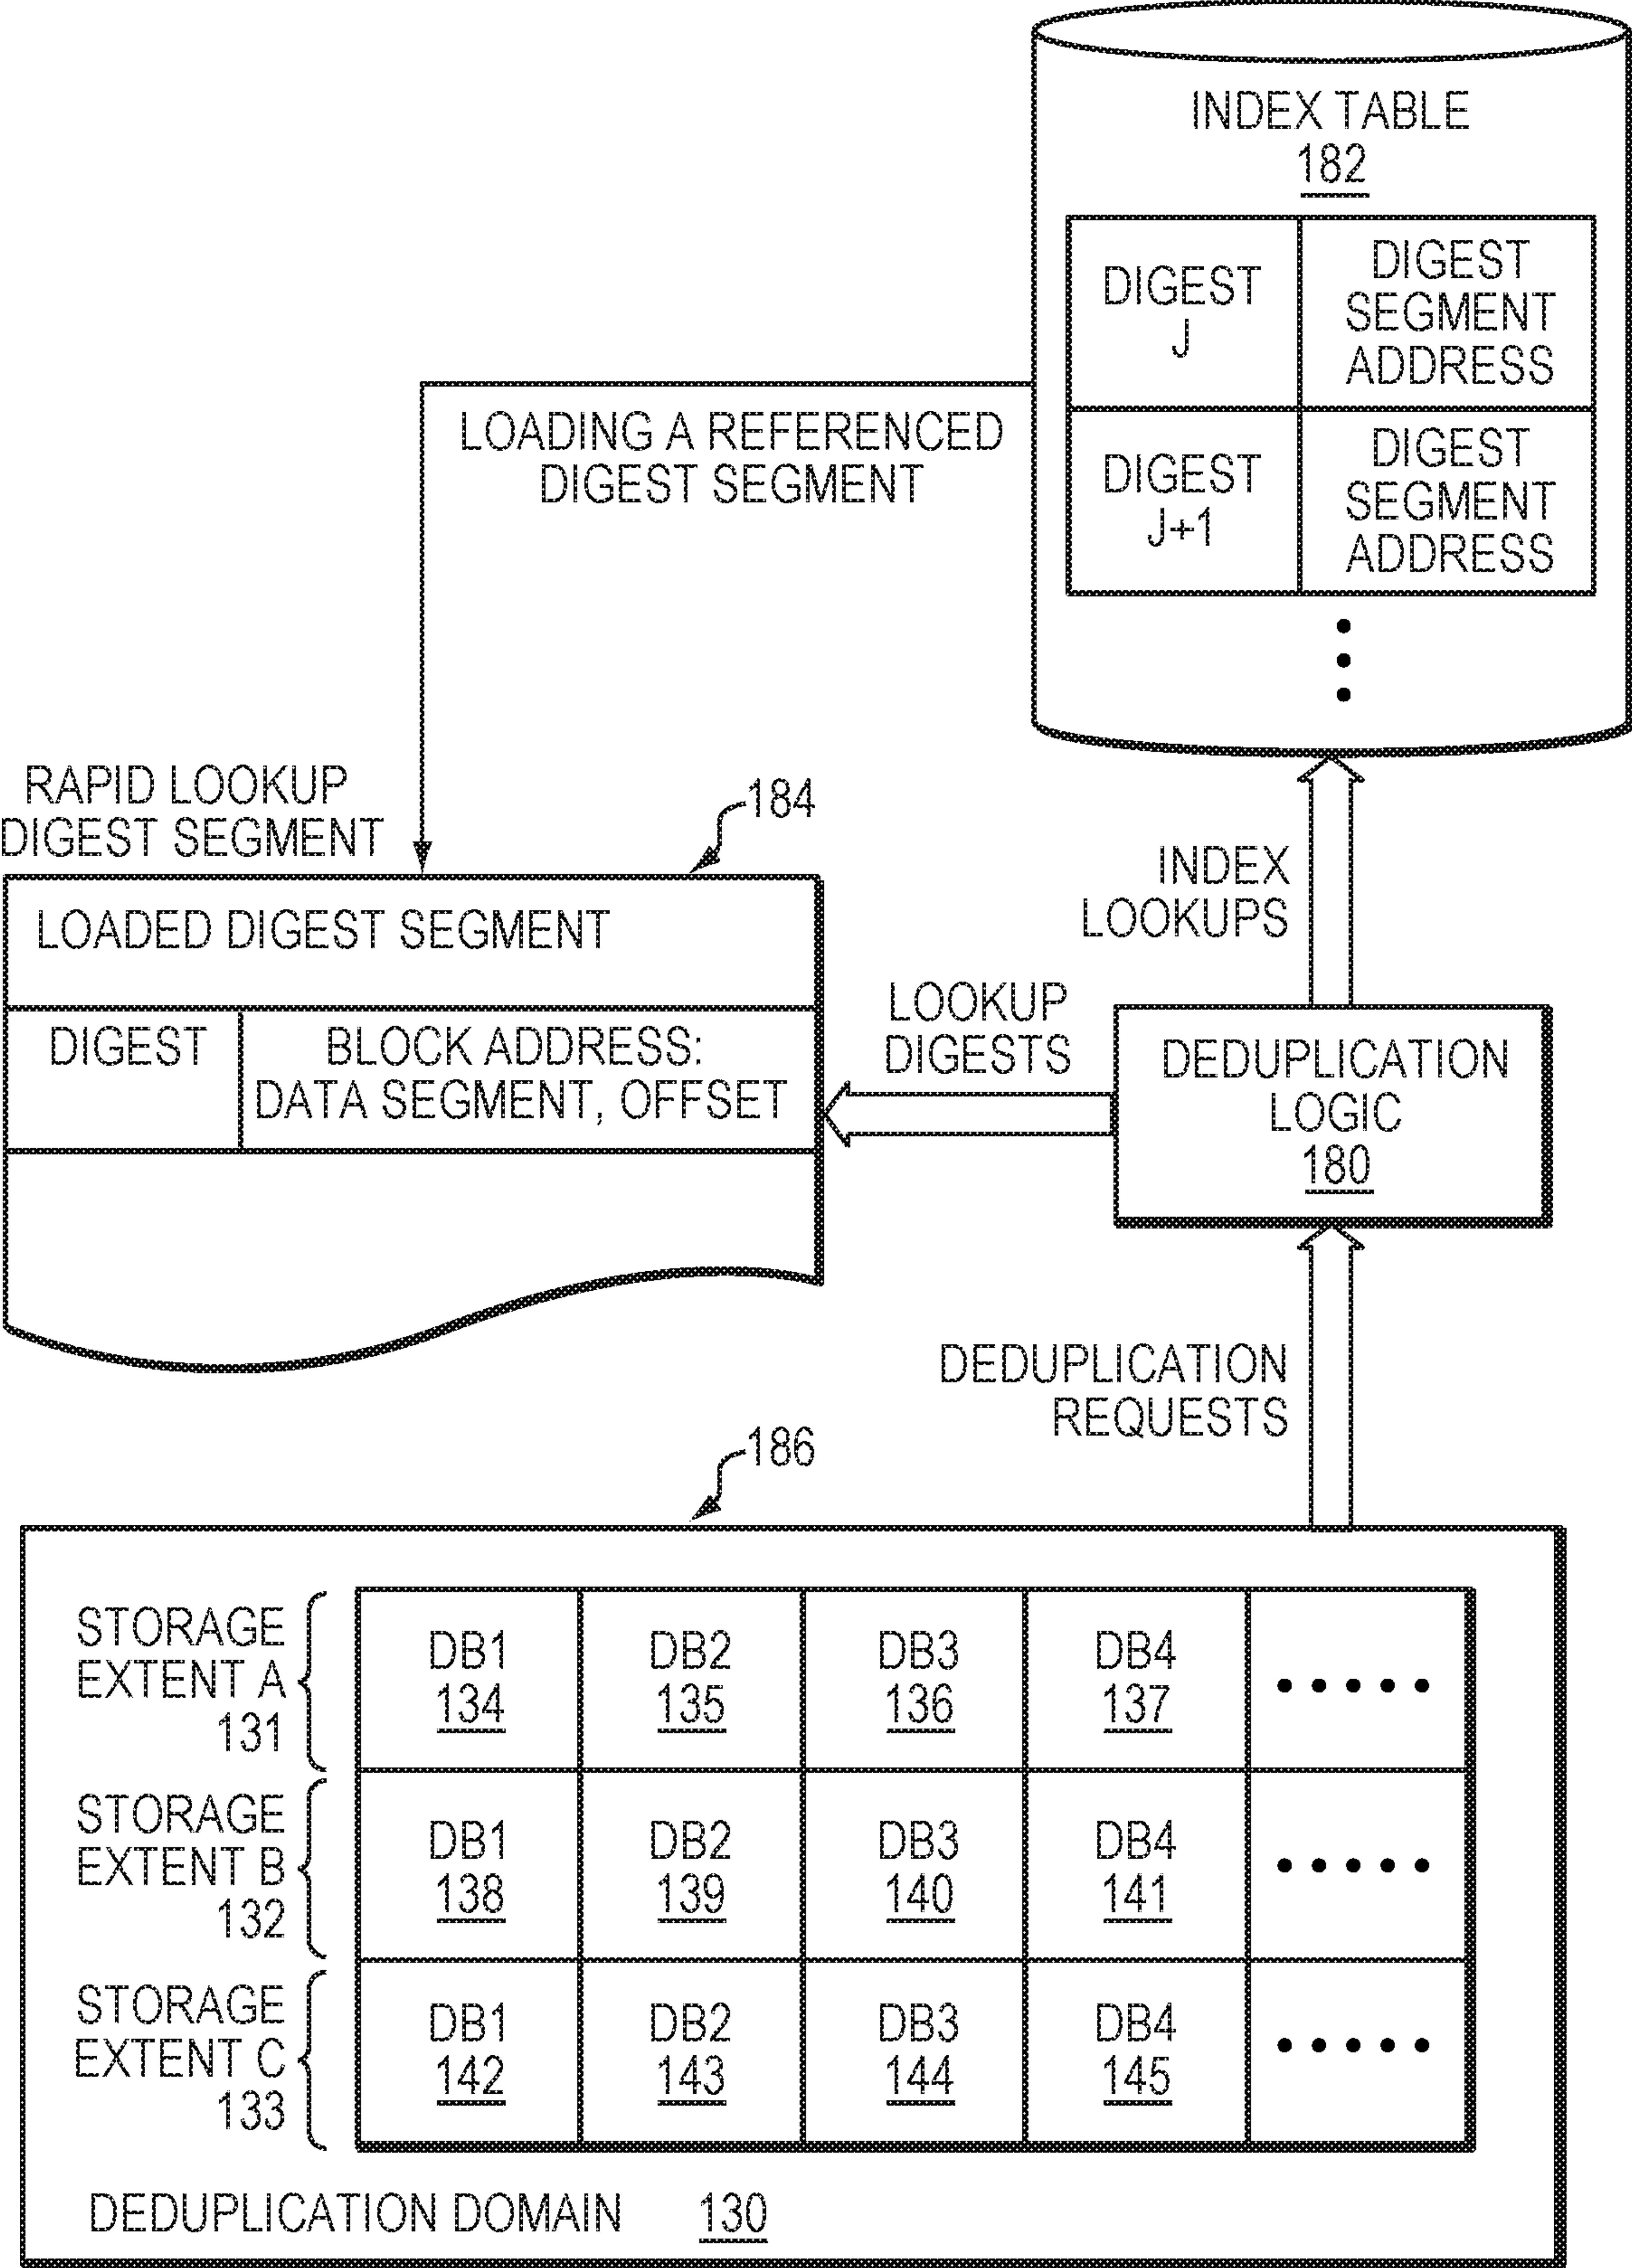 INDEX TABLE
182
DIGEST
J
DIGEST
SEGMENT
ADDRESS
DIGEST
J+1
DIGEST
SEGMENT
ADDRESS
LOADING A REFERENCED
DIGEST SEGMENT
RAPID LOOKUP
DIGEST SEGMENT
184
LOADED DIGEST SEGMENT
DIGEST
BLOCK ADDRESS:
DATA SEGMENT, OFFSET
INDEX
LOOKUPS
LOOKUP
DIGESTS
DEDUPLICATION
LOGIC
180
DEDUPLICATION
REQUESTS
186
STORAGE
EXTENT A
131
DB1
134
DB2
135
DB3
136
DB4
137
STORAGE
EXTENT B
132
DB1
138
DB2
139
DB3
140
DB4
141
STORAGE
EXTENT C
133
DB1
142
DB2
143
DB3
144
DB4
145
DEDUPLICATION DOMAIN 130